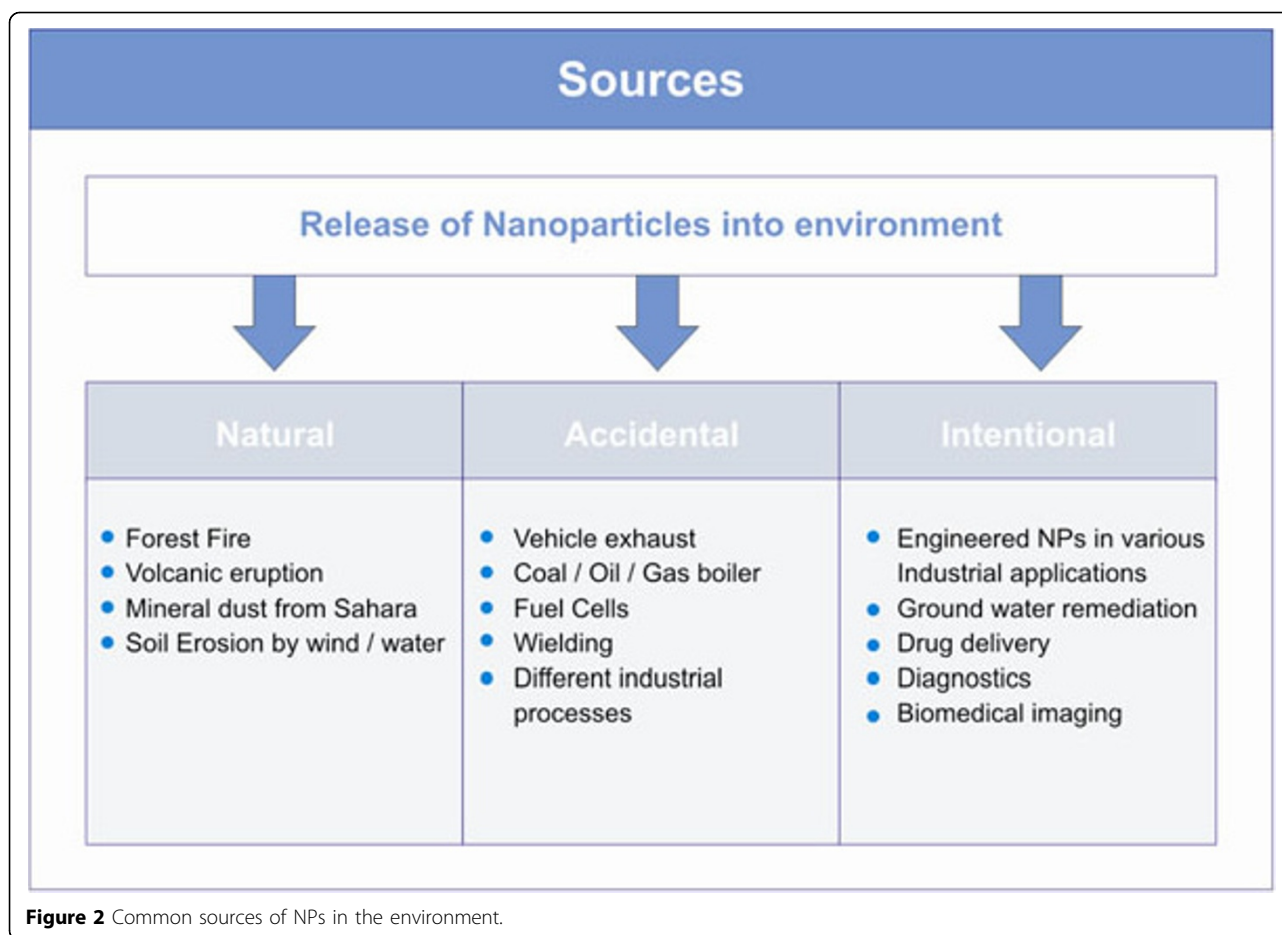 Sources
Release of Nanoparticles into environment
Natural
Accidental
Intentional
• Forest Fire
• Volcanic eruption
• Mineral dust from Sahara
• Soil Erosion by wind / water
• Vehicle exhaust
• Coal / Oil / Gas boiler
• Fuel Cells
• Wielding
• Different industrial
processes
• Engineered NPs in various
Industrial applications
• Ground water remediation
• Drug delivery
• Diagnostics
• Biomedical imaging
Figure 2 Common sources of NPs in the environment.